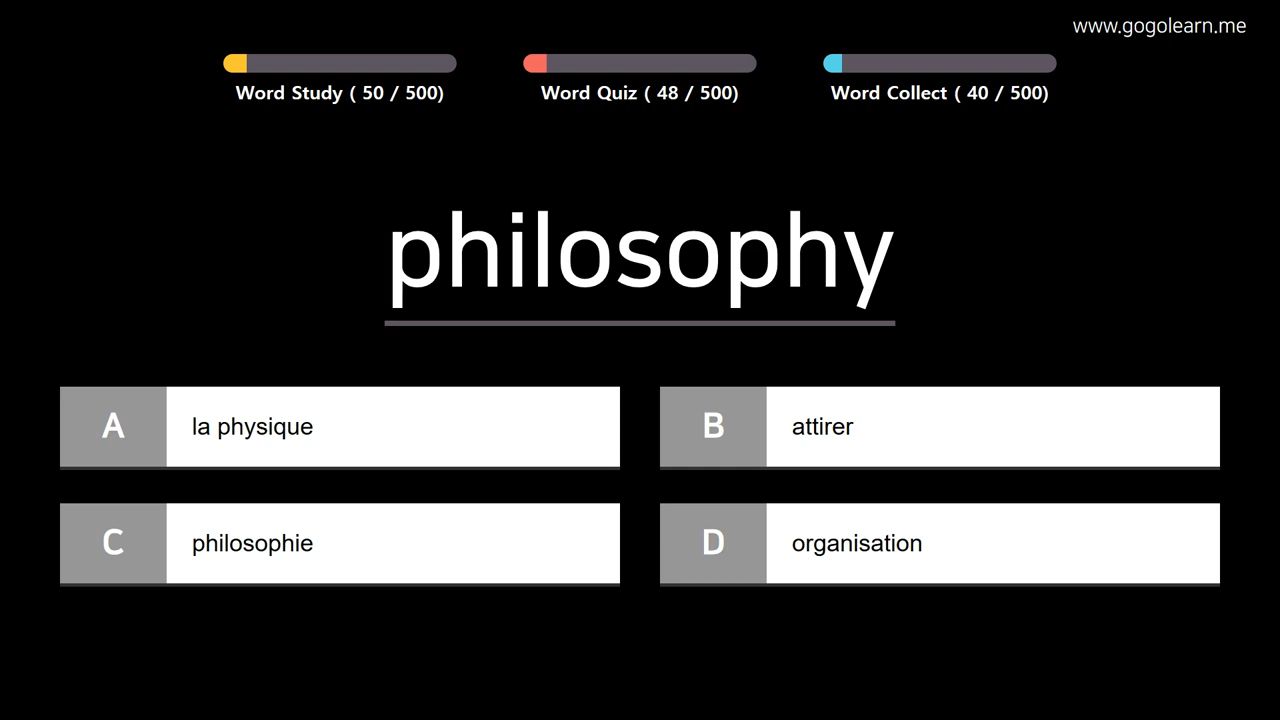 www.gogolearn.me
Word Study ( 50 / 500)
Word Quiz ( 48 / 500)
Word Collect ( 40 / 500)
philosophy
A la physique
B attirer
C philosophie
D organisation